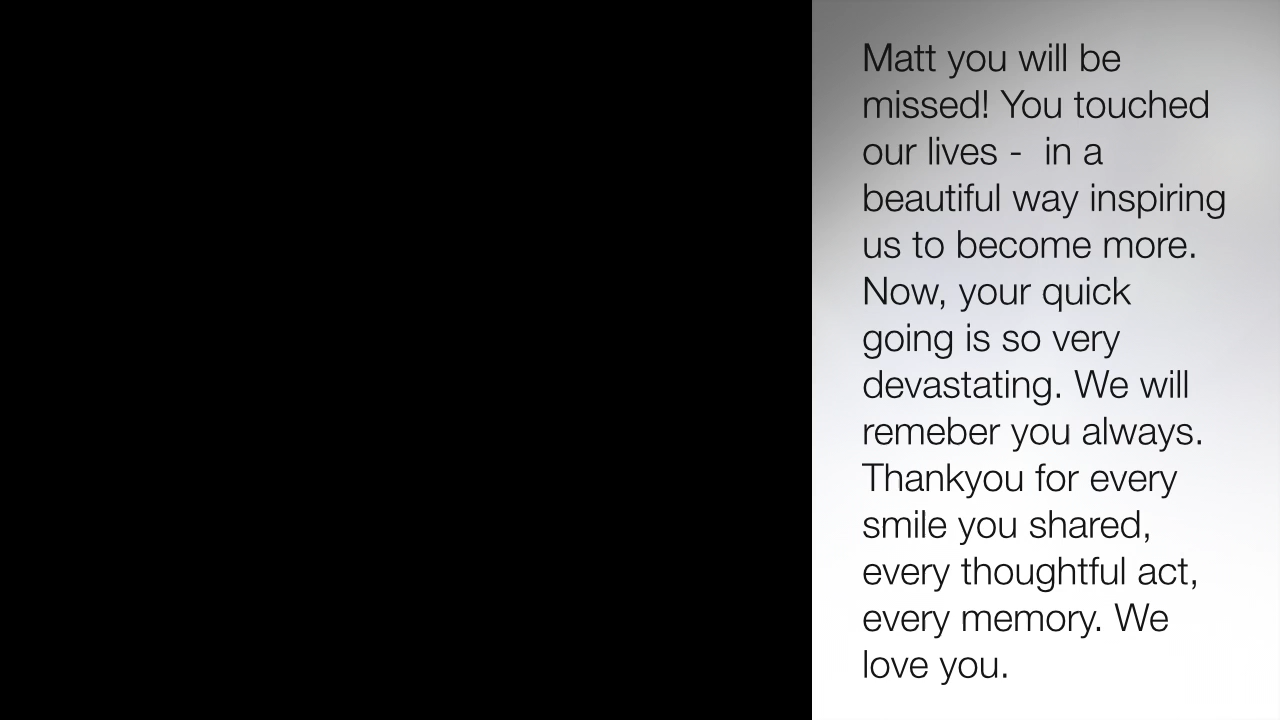 Matt you will be
missed! You touched
our lives -  in a
beautiful way inspiring
us to become more.
Now, your quick
going is so very
devastating. We will
remeber you always.
Thankyou for every
smile you shared,
every thoughtful act,
every memory. We
love you.